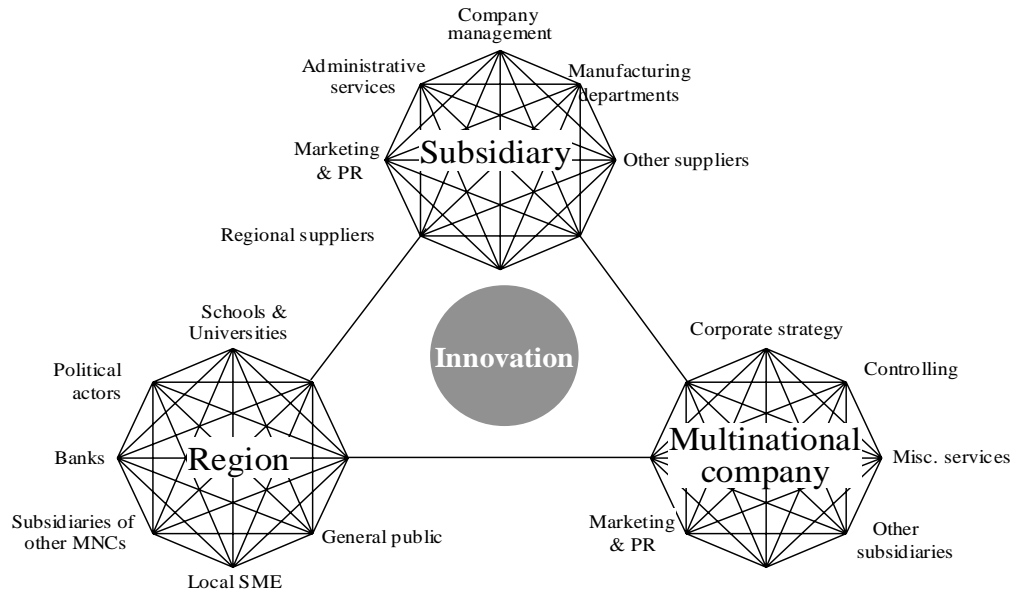 Company
management
Administrative
services
Manufacturing
departments
Marketing
& PR
Subsidiary
Other suppliers
Regional suppliers
Schools &
Universities
Innovation
Corporate strategy
Political
actors
Controlling
Banks
Region
Multinational
company
Misc. services
Subsidiaries of
other MNCs
General public
Local SME
Marketing
& PR
Other
subsidiaries